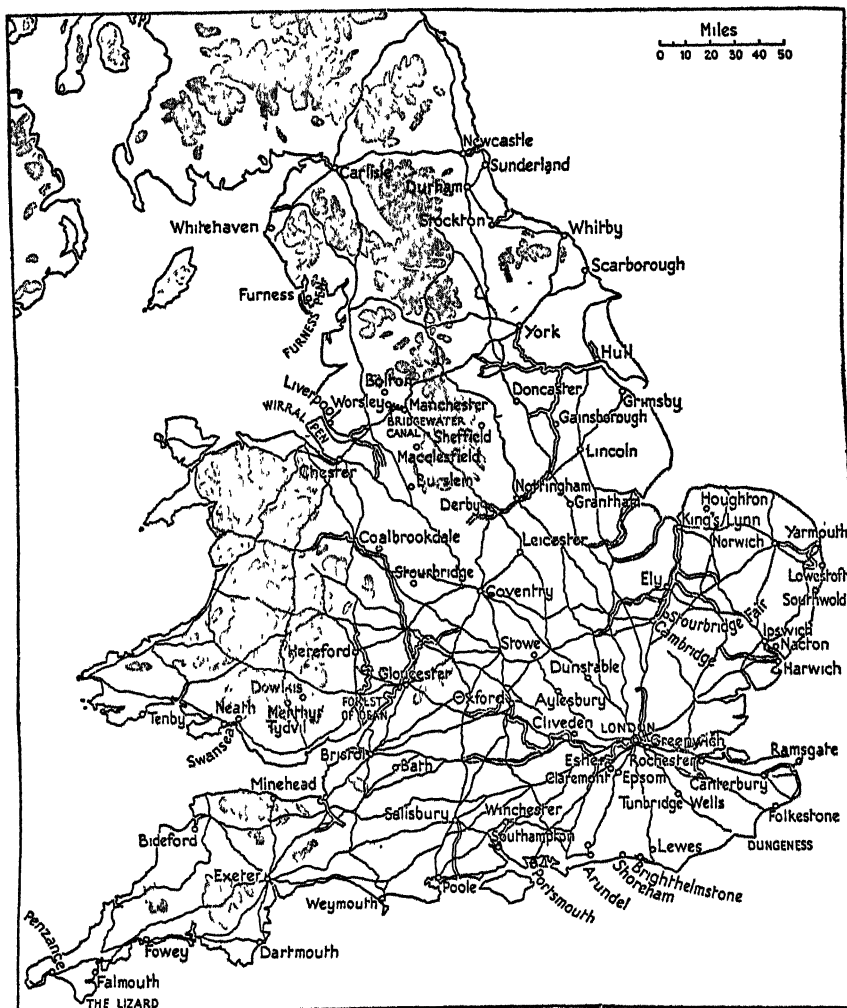 Miles
0 10 20 30 40 50
Newcastle
Sunderland
Carlisle
Durham
Whitehaven
Stockton
Whitby
Scarborough
Furness
FURNESS PEN.
York
Hull
Bolton
Liverpool
Worsley
Manchester
Doncaster
Grimsby
WIRRAL PEN
BRIDGEWATER
CANAL
Gainsborough
Sheffield
Macclesfield
Lincoln
Chester
Burslem
Nottingham
Derby
Grantham
Houghton
King's Lynn
Norwich
Yarmouth
Coalbrookdale
Leicester
Lowestoft
Stourbridge
Ely
Southwold
Coventry
Stourbridge Fair
Cambridge
Ipswich
Nacton
Harwich
Hereford
Stowe
Gloucester
Dunstable
Dowlais
Oxford
Aylesbury
Merthyr
Tydvil
FOREST
OF DEAN
Neath
Tenby
Swansea
Cliveden
LONDON
Greenwich
Bristol
Bath
Esher
Rochester
Ramsgate
Claremont
Epsom
Canterbury
Minehead
Tunbridge Wells
Salisbury
Winchester
Folkestone
Bideford
Southampton
Lewes
DUNGENESS
Exeter
Poole
Portsmouth
Arundel
Shoreham
Brighthelmstone
Weymouth
Penzance
Fowey
Dartmouth
Falmouth
THE LIZARD